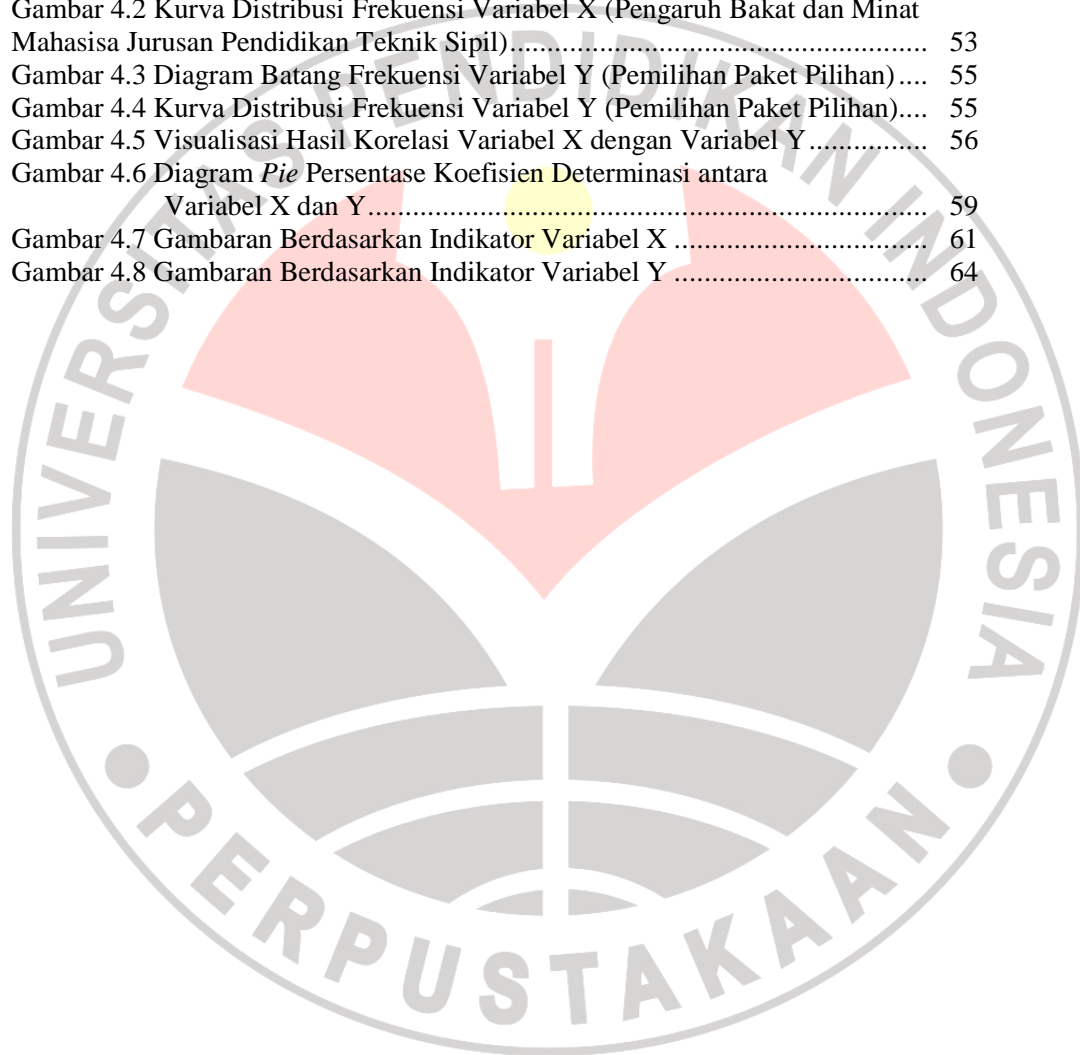 Gambar 4.2 Kurva Distribusi Frekuensi Variabel X (Pengaruh Bakat dan Minat
Mahasisa Jurusan Pendidikan Teknik Sipil)................................................... 53
Gambar 4.3 Diagram Batang Frekuensi Variabel Y (Pemilihan Paket Pilihan).... 55
Gambar 4.4 Kurva Distribusi Frekuensi Variabel Y (Pemilihan Paket Pilihan).... 55
Gambar 4.5 Visualisasi Hasil Korelasi Variabel X dengan Variabel Y................ 56
Gambar 4.6 Diagram Pie Persentase Koefisien Determinasi antara
Variabel X dan Y........................................................................... 59
Gambar 4.7 Gambaran Berdasarkan Indikator Variabel X .................................. 61
Gambar 4.8 Gambaran Berdasarkan Indikator Variabel Y .................................. 64
UNIVERSITAS PENDIDIKAN INDONESIA
PERPUSTAKAAN